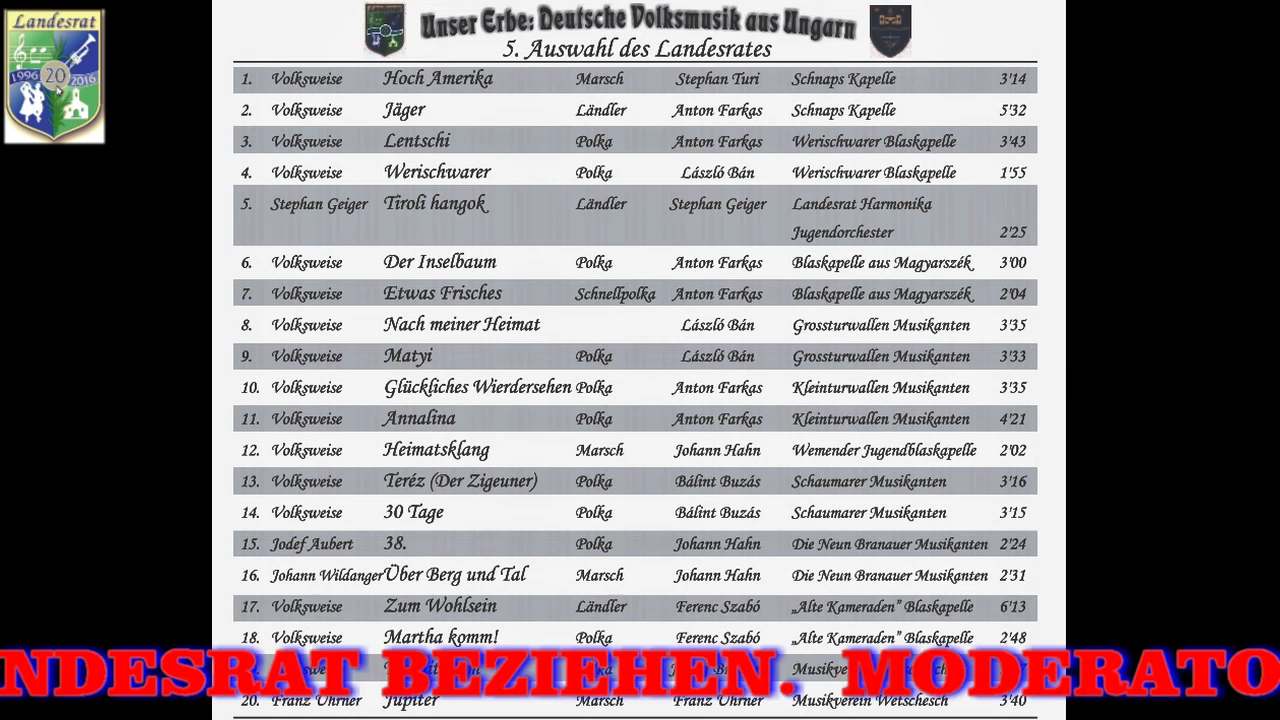 Landesrat
1996 20 2016
Unser Erbe: Deutsche Volksmusik aus Ungarn
5. Auswahl des Landesrates
1. Volksweise Hoch Amerika Marsch Stephan Turi Schnaps Kapelle 3'14
2. Volksweise Jäger Ländler Anton Farkas Schnaps Kapelle 5'32
3. Volksweise Lentschi Polka Anton Farkas Werischwarer Blaskapelle 3'43
4. Volksweise Werischwarer Polka László Bán Werischwarer Blaskapelle 1'55
5. Stephan Geiger Tiroli hangok Ländler Stephan Geiger Landesrat Harmonika
Jugendorchester 2'25
6. Volksweise Der Inselbaum Polka Anton Farkas Blaskapelle aus Magyarszék 3'00
7. Volksweise Etwas Frisches Schnellpolka Anton Farkas Blaskapelle aus Magyarszék 2'04
8. Volksweise Nach meiner Heimat László Bán Grossturwallen Musikanten 3'35
9. Volksweise Matyi Polka László Bán Grossturwallen Musikanten 3'33
10. Volksweise Glückliches Wierdersehen Polka Anton Farkas Kleinturwallen Musikanten 3'35
11. Volksweise Annalina Polka Anton Farkas Kleinturwallen Musikanten 4'21
12. Volksweise Heimatsklang Marsch Johann Hahn Wemender Jugendblaskapelle 2'02
13. Volksweise Teréz (Der Zigeuner) Polka Bálint Buzás Schaumarer Musikanten 3'16
14. Volksweise 30 Tage Polka Bálint Buzás Schaumarer Musikanten 3'15
15. Jodef Aubert 38. Polka Johann Hahn Die Neun Branauer Musikanten 2'24
16. Johann Wildanger Über Berg und Tal Marsch Johann Hahn Die Neun Branauer Musikanten 2'31
17. Volksweise Zum Wohlsein Ländler Ferenc Szabó „Alte Kameraden” Blaskapelle 6'13
18. Volksweise Martha komm! Polka Ferenc Szabó „Alte Kameraden” Blaskapelle 2'48
NDESRAT BEZIEHEN. MODERATO
20. Franz Uhrner Jupiter Marsch Franz Uhrner Musikverein Wetschesch 3'40